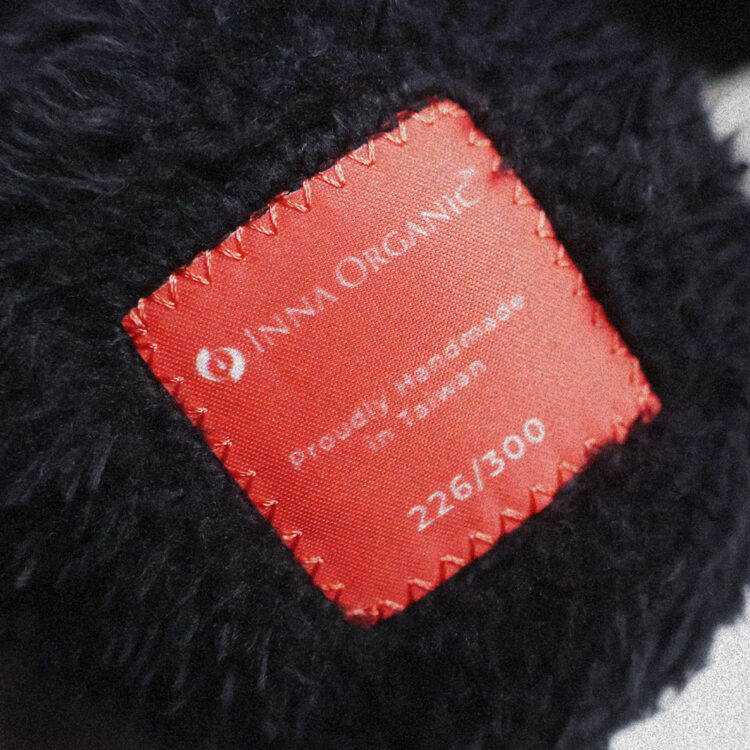 INNA ORGANIC™
Proudly Handmade
in Taiwan
226/300